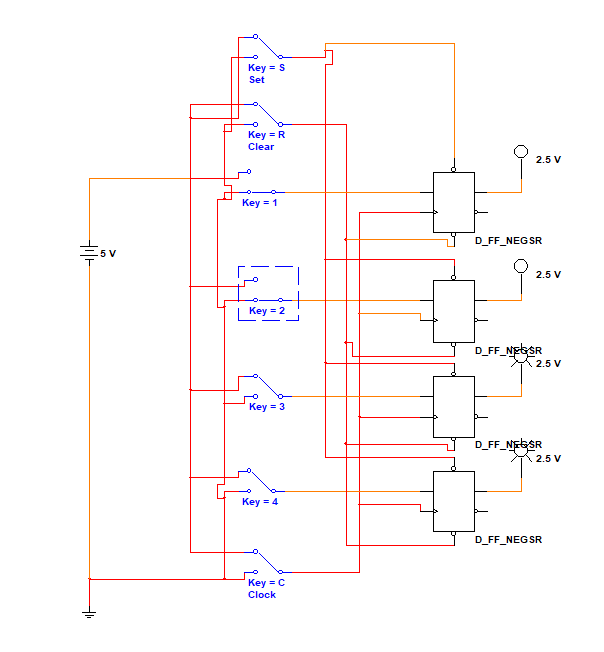 Key = S
Set
Key = R
Clear
2.5 V
Key = 1
D_FF_NEGSR
5 V
2.5 V
Key = 2
D_FF_NEGSR
2.5 V
Key = 3
D_FF_NEGSR
2.5 V
Key = 4
D_FF_NEGSR
Key = C
Clock